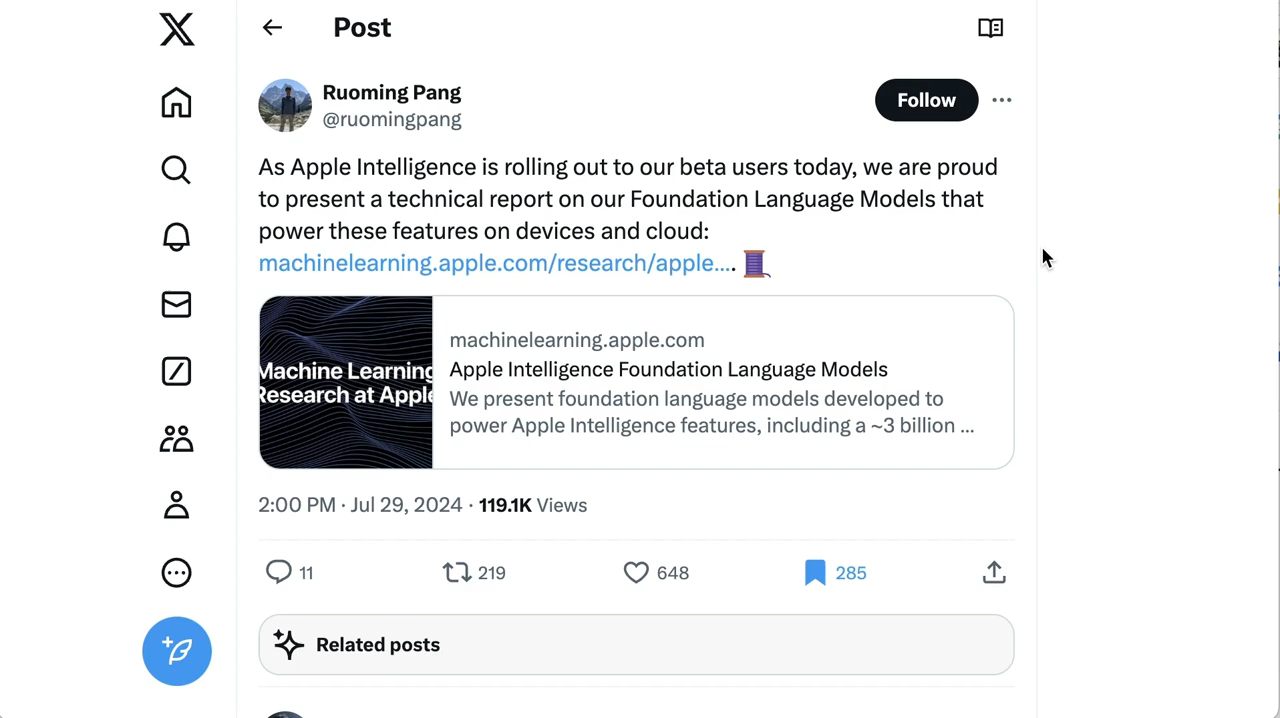 Post
Ruoming Pang
@ruomingpang
Follow
As Apple Intelligence is rolling out to our beta users today, we are proud
to present a technical report on our Foundation Language Models that
power these features on devices and cloud:
machinelearning.apple.com/research/apple....
Machine Learning
Research at Apple
machinelearning.apple.com
Apple Intelligence Foundation Language Models
We present foundation language models developed to
power Apple Intelligence features, including a ~3 billion ...
2:00 PM · Jul 29, 2024 · 119.1K Views
11
219
648
285
Related posts